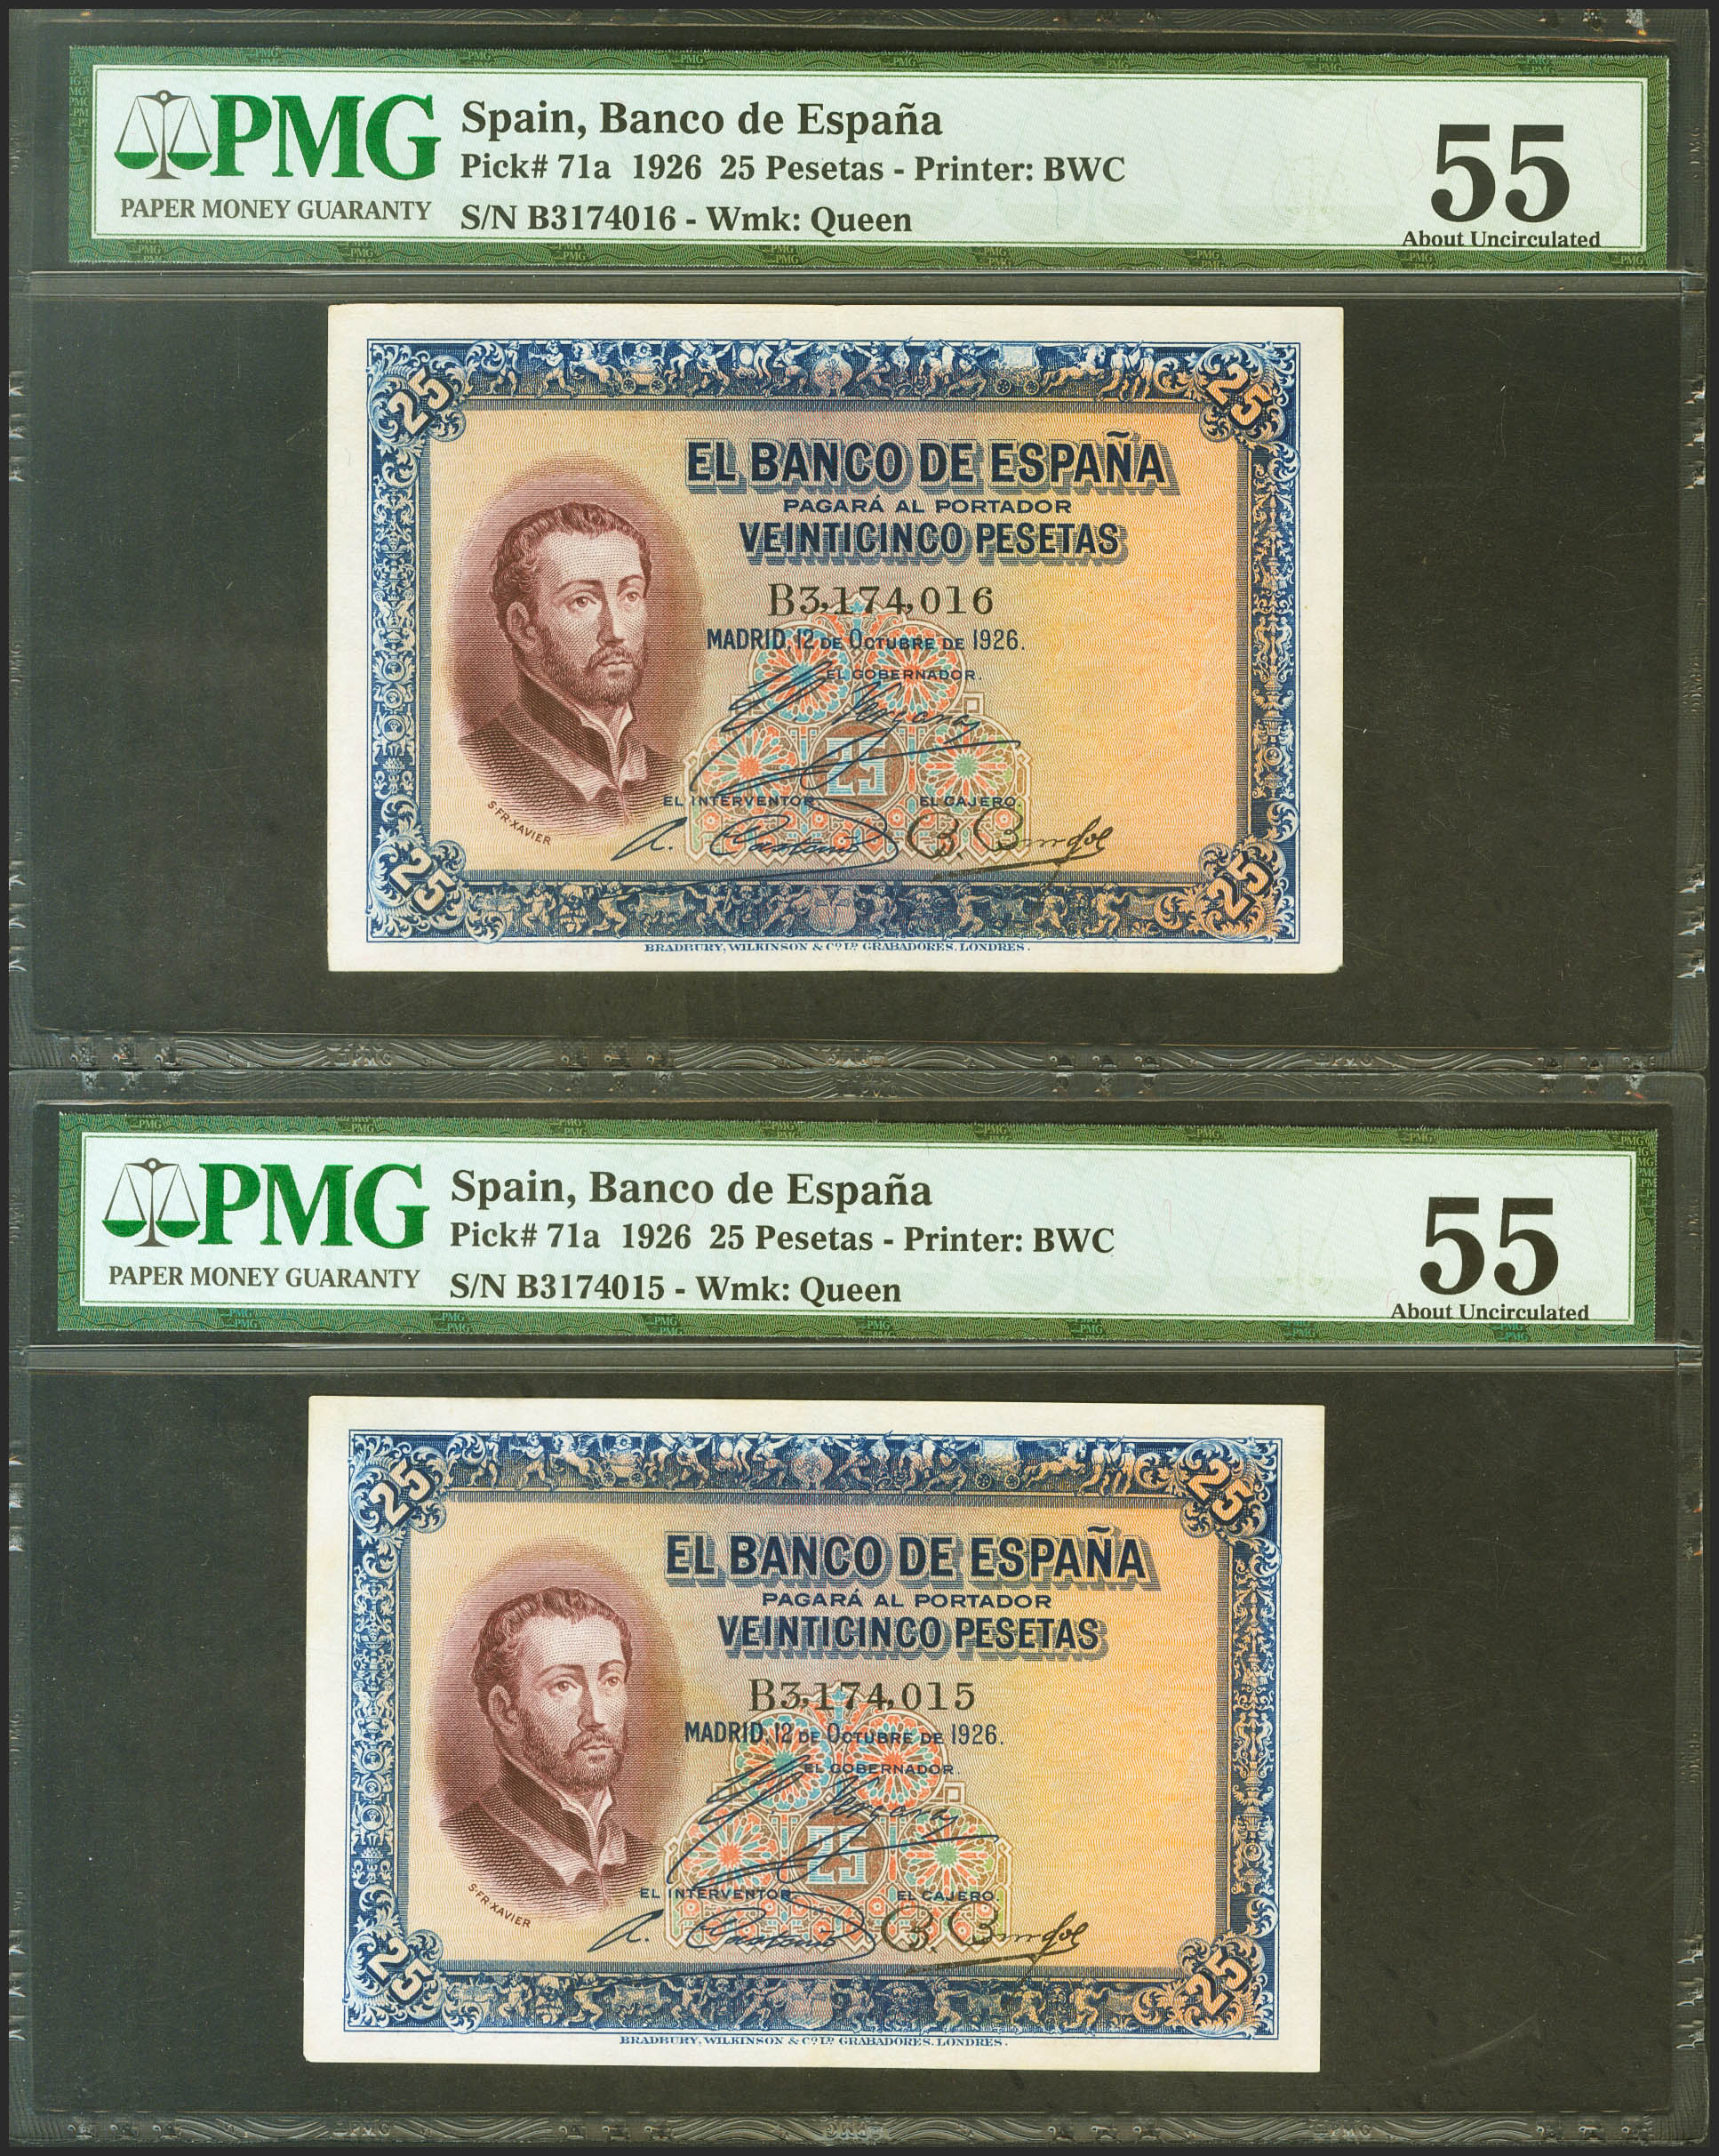 PMG
PAPER MONEY GUARANTY
Spain, Banco de España
Pick# 71a 1926 25 Pesetas - Printer: BWC
S/N B3174016 - Wmk: Queen
55
About Uncirculated
25
25
EL BANCO DE ESPAÑA
PAGARÁ AL PORTADOR
VEINTICINCO PESETAS
B3,174,016
MADRID, 12 DE OCTUBRE DE 1926.
EL GOBERNADOR.
25
EL INTERVENTOR
EL CAJERO.
S. FR. XAVIER
25
25
BRADBURY, WILKINSON & Cº Lᴰ. GRABADORES. LONDRES.
PMG
PAPER MONEY GUARANTY
Spain, Banco de España
Pick# 71a 1926 25 Pesetas - Printer: BWC
S/N B3174015 - Wmk: Queen
55
About Uncirculated
25
25
EL BANCO DE ESPAÑA
PAGARÁ AL PORTADOR
VEINTICINCO PESETAS
B3,174,015
MADRID, 12 DE OCTUBRE DE 1926.
EL GOBERNADOR.
25
EL INTERVENTOR
EL CAJERO.
S. FR. XAVIER
25
25
BRADBURY, WILKINSON & Cº Lᴰ. GRABADORES. LONDRES.